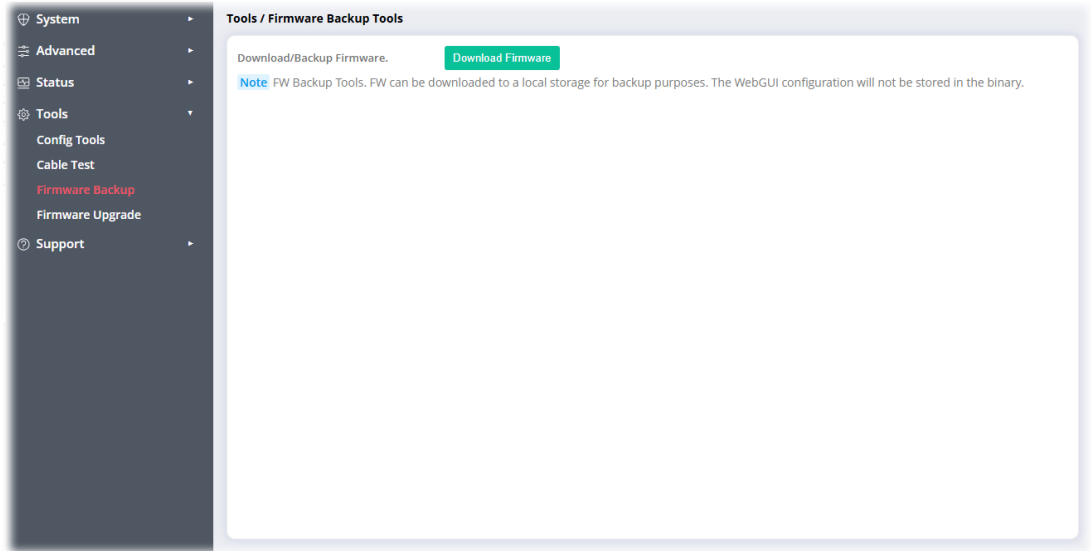 System
Advanced
Status
Tools
Config Tools
Cable Test
Firmware Backup
Firmware Upgrade
Support
Tools / Firmware Backup Tools
Download/Backup Firmware. Download Firmware
Note FW Backup Tools. FW can be downloaded to a local storage for backup purposes. The WebGUI configuration will not be stored in the binary.